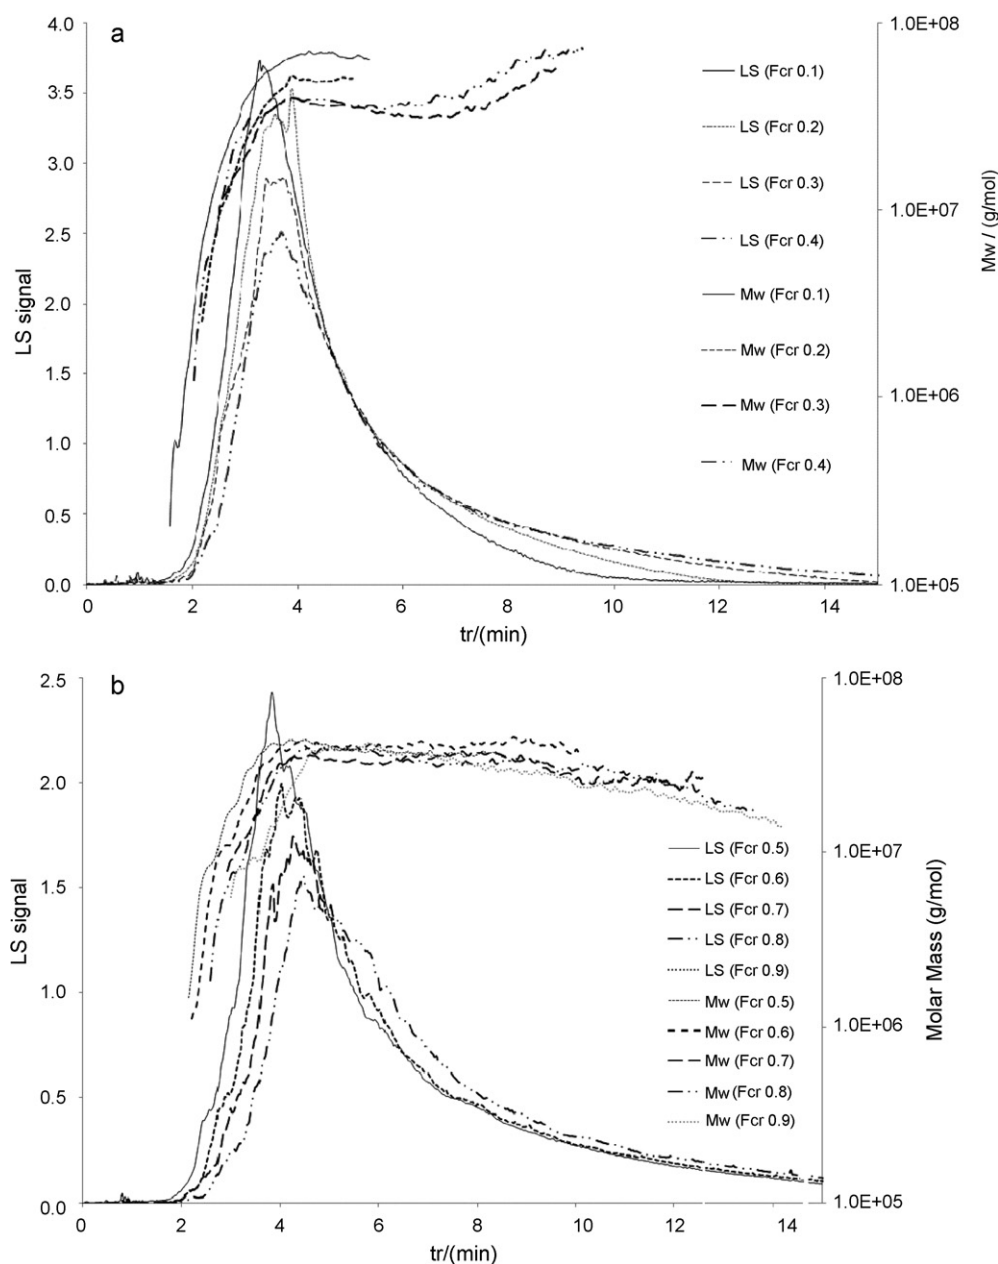 a
4.0
3.5
3.0
2.5
2.0
1.5
1.0
0.5
0.0
LS signal
0
2
4
6
8
10
12
14
tr/(min)
1.0E+08
1.0E+07
1.0E+06
1.0E+05
Mw / (g/mol)
LS (Fcr 0.1)
LS (Fcr 0.2)
LS (Fcr 0.3)
LS (Fcr 0.4)
Mw (Fcr 0.1)
Mw (Fcr 0.2)
Mw (Fcr 0.3)
Mw (Fcr 0.4)
b
2.5
2.0
1.5
1.0
0.5
0.0
LS signal
0
2
4
6
8
10
12
14
tr/(min)
1.0E+08
1.0E+07
1.0E+06
1.0E+05
Molar Mass (g/mol)
LS (Fcr 0.5)
LS (Fcr 0.6)
LS (Fcr 0.7)
LS (Fcr 0.8)
LS (Fcr 0.9)
Mw (Fcr 0.5)
Mw (Fcr 0.6)
Mw (Fcr 0.7)
Mw (Fcr 0.8)
Mw (Fcr 0.9)